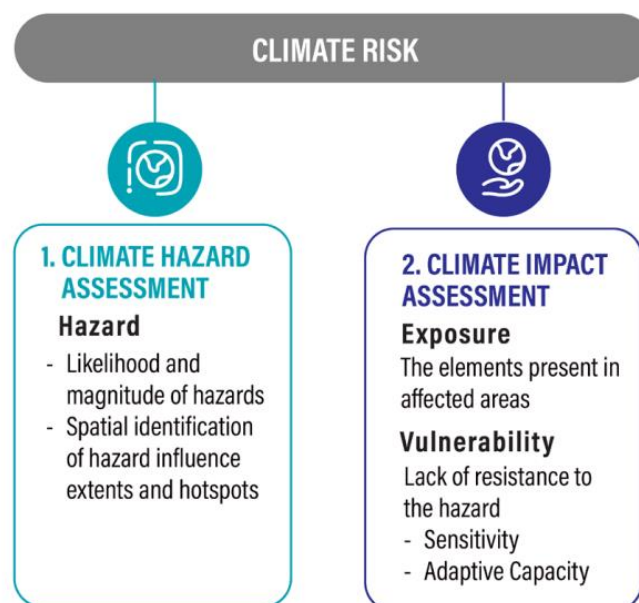 CLIMATE RISK
1. CLIMATE HAZARD
ASSESSMENT
Hazard
- Likelihood and
magnitude of hazards
- Spatial identification
of hazard influence
extents and hotspots
2. CLIMATE IMPACT
ASSESSMENT
Exposure
The elements present in
affected areas
Vulnerability
Lack of resistance to
the hazard
- Sensitivity
- Adaptive Capacity